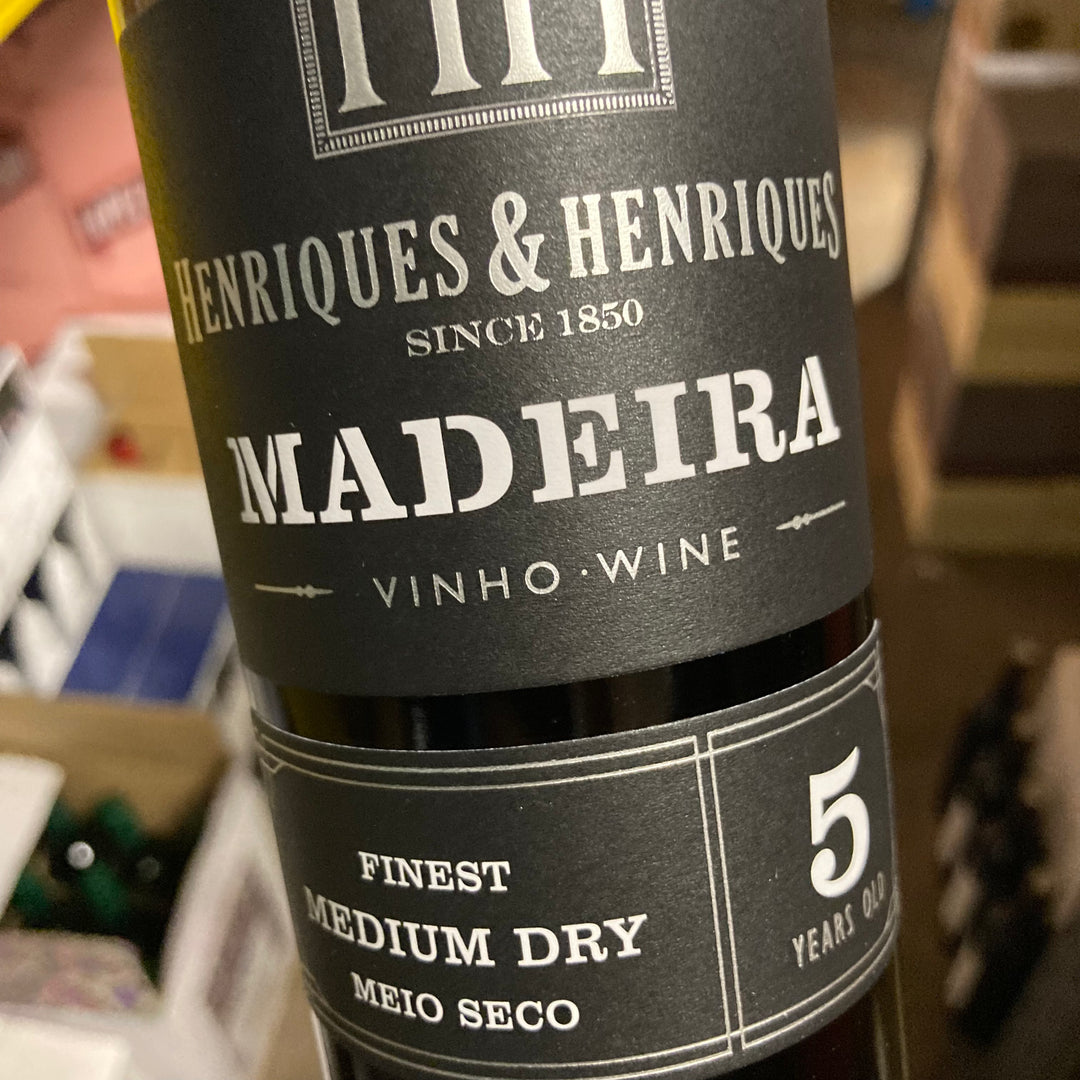 HENRIQUES & HENRIQUES
SINCE 1850
MADEIRA
VINHO · WINE
FINEST
MEDIUM DRY
MEIO SECO
5
YEARS OLD